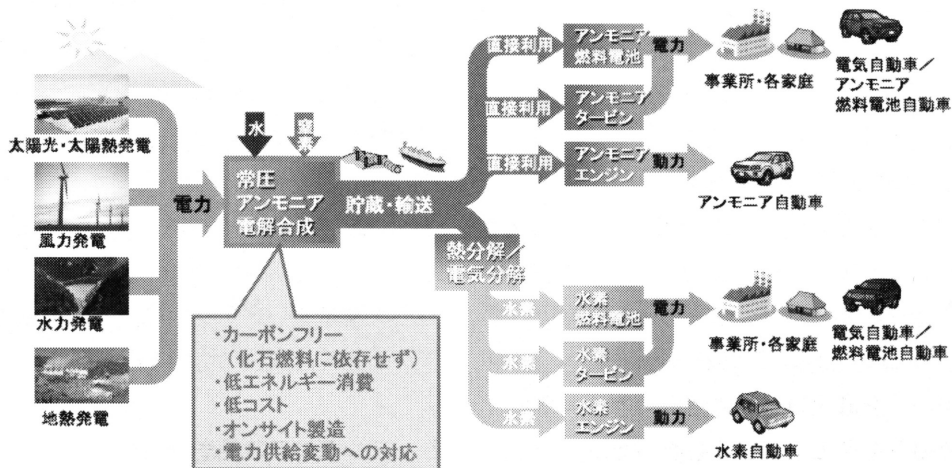 太陽光・太陽熱発電
風力発電
水力発電
地熱発電
電力
水
窒素
常圧
アンモニア
電解合成
・カーボンフリー
（化石燃料に依存せず）
・低エネルギー消費
・低コスト
・オンサイト製造
・電力供給変動への対応
貯蔵・輸送
直接利用
アンモニア
燃料電池
電力
直接利用
アンモニア
タービン
事業所・各家庭
電気自動車／
アンモニア
燃料電池自動車
直接利用
アンモニア
エンジン
動力
アンモニア自動車
熱分解／
電気分解
水素
水素
燃料電池
電力
水素
水素
タービン
事業所・各家庭
電気自動車／
燃料電池自動車
水素
水素
エンジン
動力
水素自動車